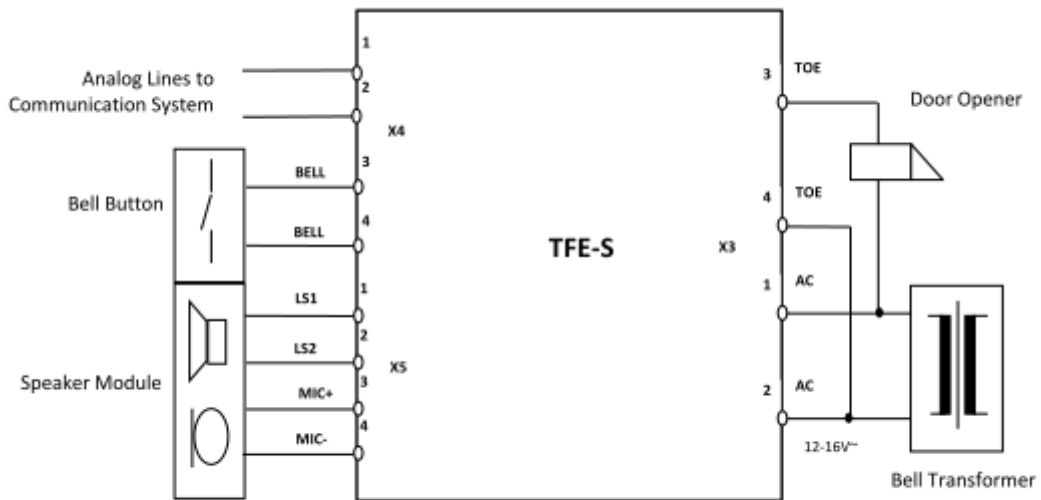 1
Analog Lines to
Communication System
2
X4
3
BELL
Bell Button
4
BELL
1
LS1
2
LS2
X5
Speaker Module
3
MIC+
4
MIC-
TFE-S
3
TOE
Door Opener
4
TOE
X3
1
AC
2
AC
12-16V~
Bell Transformer